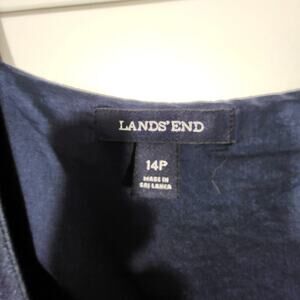 LANDS' END
14P
MADE IN
SRI LANKA